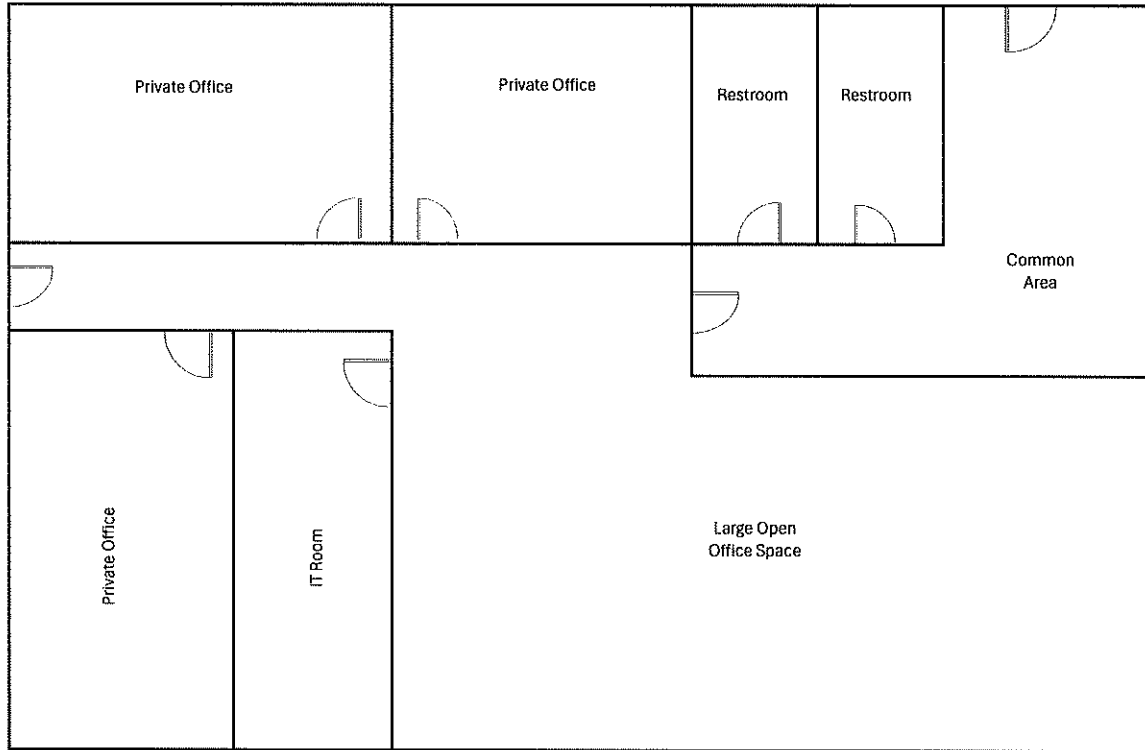 Private Office
Private Office
Restroom
Restroom
Common
Area
Private Office
IT Room
Large Open
Office Space